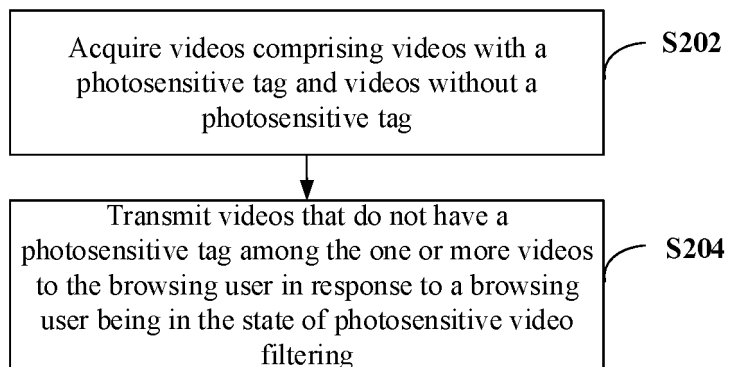 Acquire videos comprising videos with a
photosensitive tag and videos without a
photosensitive tag
S202
Transmit videos that do not have a
photosensitive tag among the one or more videos
to the browsing user in response to a browsing
user being in the state of photosensitive video
filtering
S204